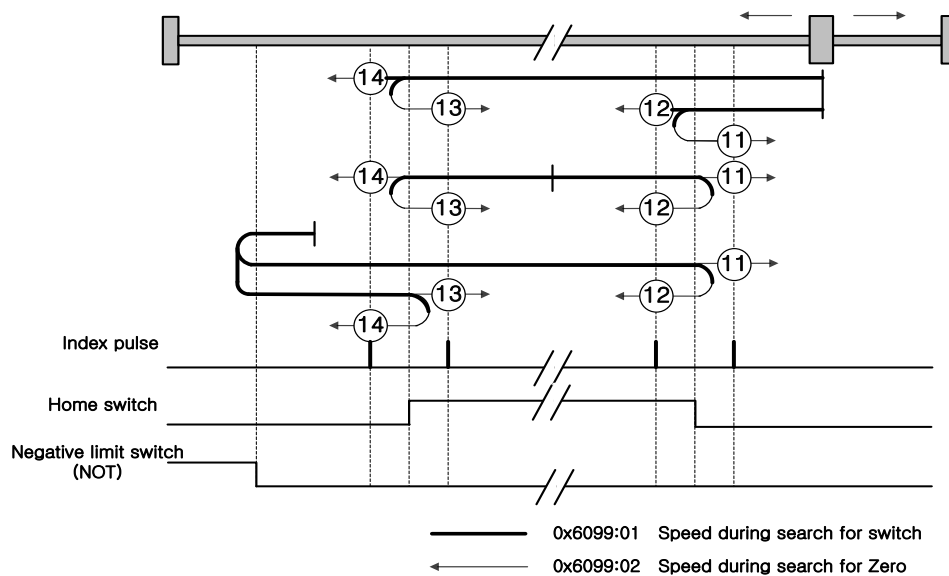 14
13
12
11
14
11
13
12
11
13
12
14
Index pulse
Home switch
Negative limit switch
(NOT)
0x6099:01 Speed during search for switch
0x6099:02 Speed during search for Zero